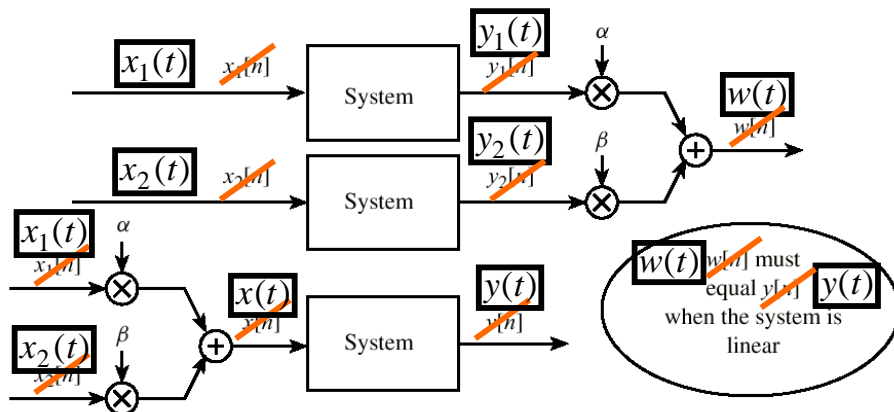 x₁(t) x₁[n] System y₁(t) y₁[n] α w(t) w[n]
x₂(t) x₂[n] System y₂(t) y₂[n] β
x₁(t) x₁[n] α
x(t) x[n] System y(t) y[n]
x₂(t) x₂[n] β
w(t) w[n] must
equal y[n] y(t)
when the system is
linear